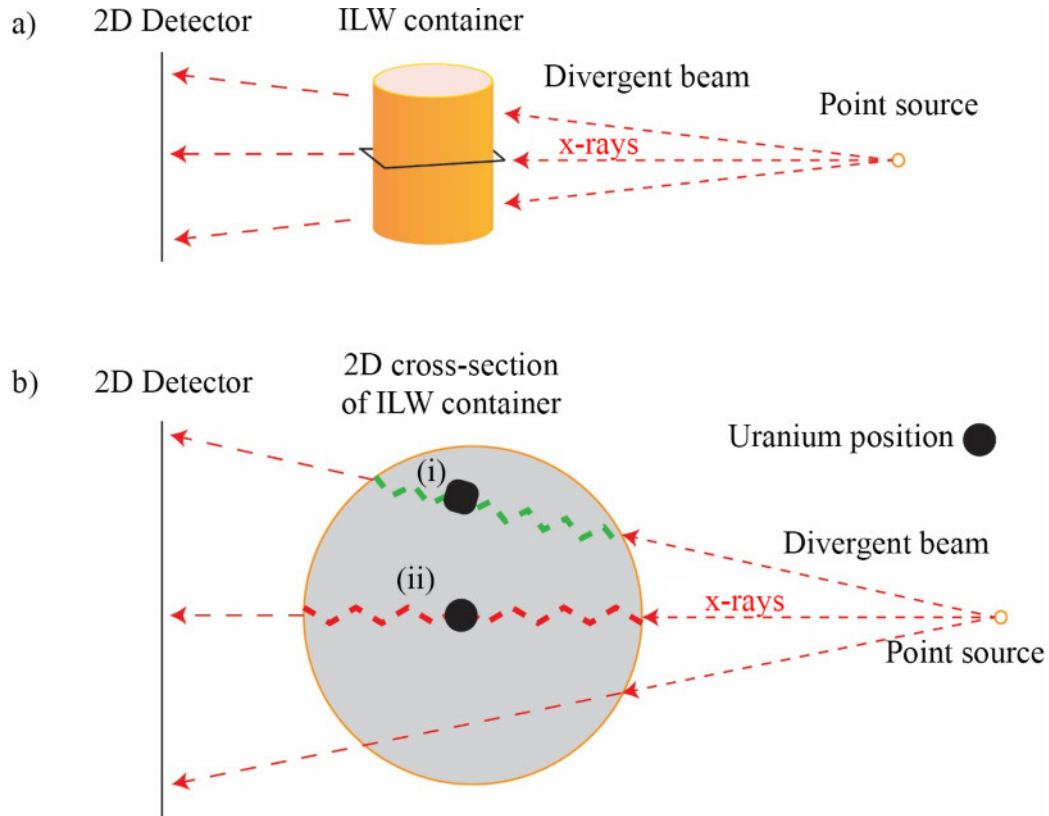 a)
2D Detector
ILW container
Divergent beam
Point source
x-rays
b)
2D Detector
2D cross-section
of ILW container
Uranium position
(i)
Divergent beam
(ii)
x-rays
Point source